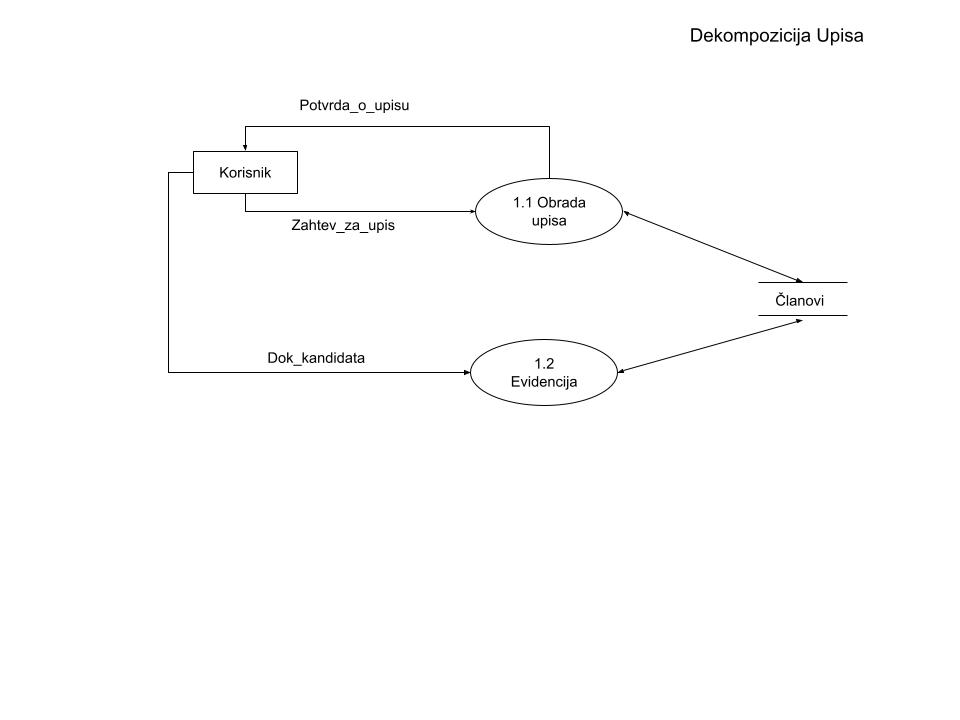 Dekompozicija Upisa
Potvrda_o_upisu
Korisnik
1.1 Obrada
upisa
Zahtev_za_upis
Članovi
Dok_kandidata
1.2
Evidencija